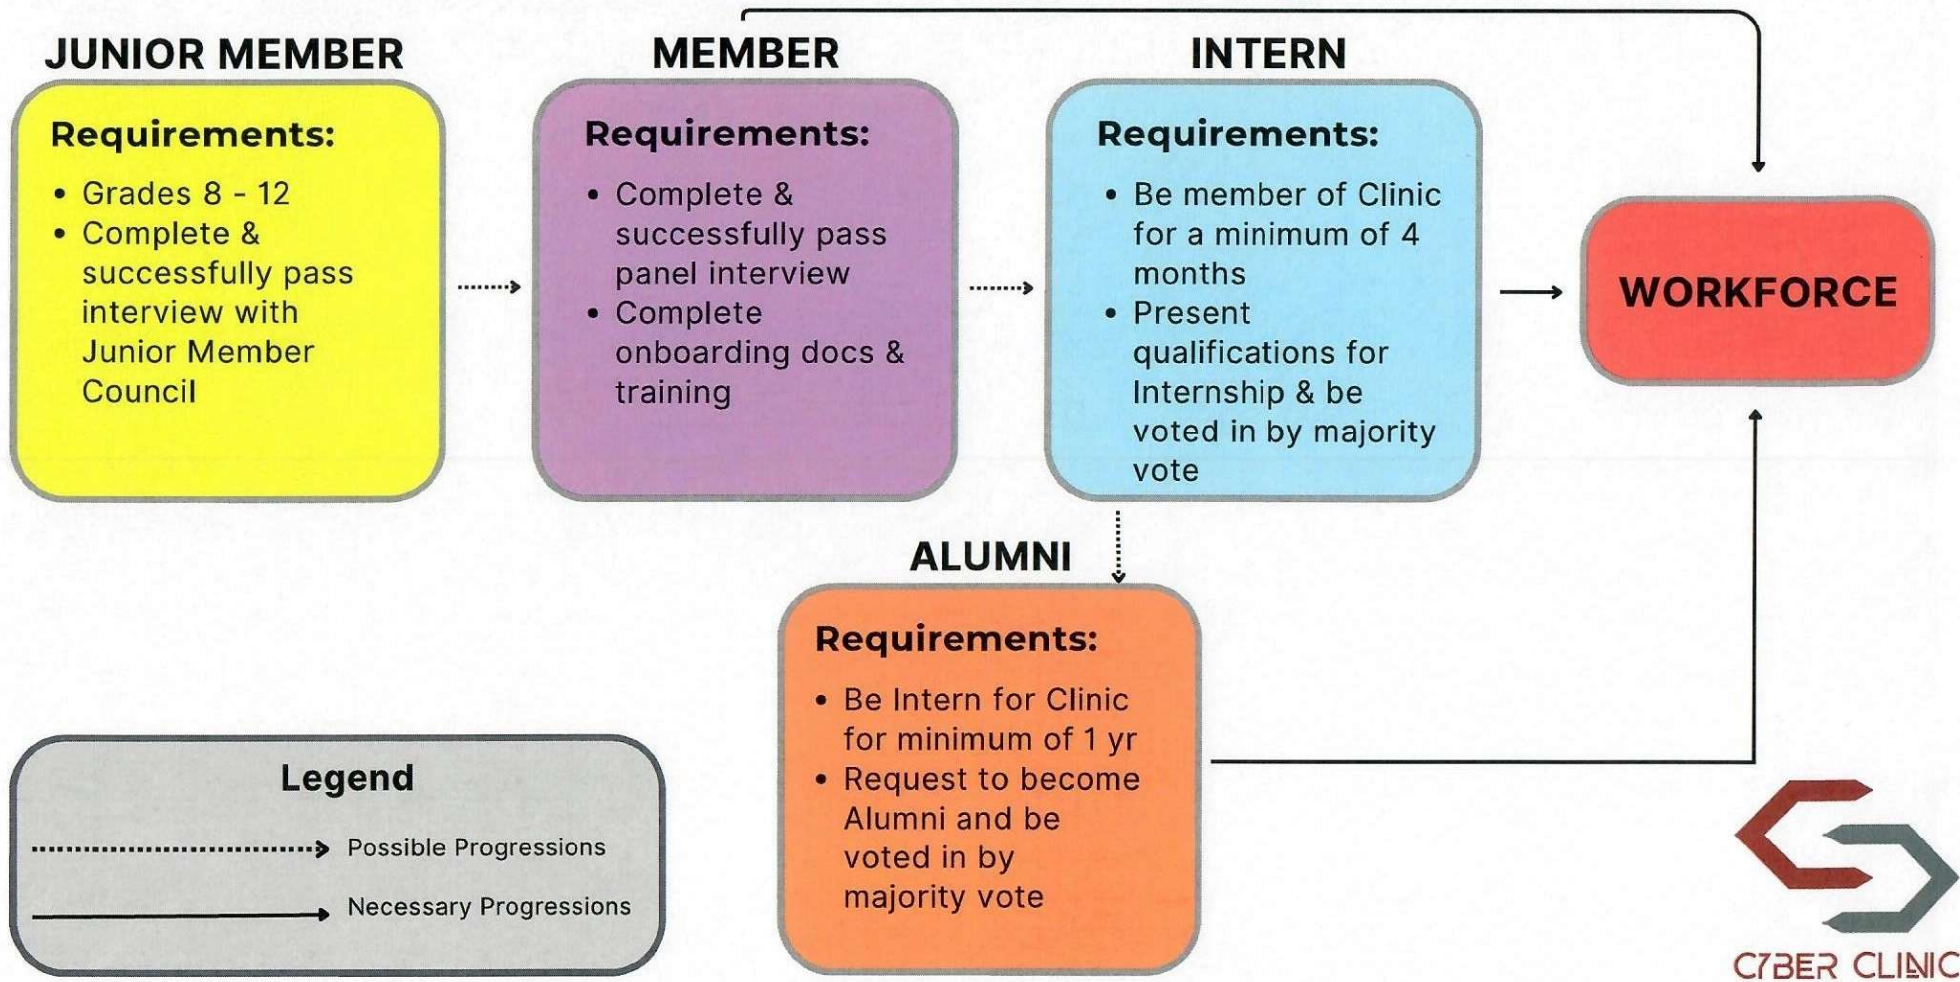 JUNIOR MEMBER
Requirements:
• Grades 8 - 12
• Complete &
successfully pass
interview with
Junior Member
Council
MEMBER
Requirements:
• Complete &
successfully pass
panel interview
• Complete
onboarding docs &
training
INTERN
Requirements:
• Be member of Clinic
for a minimum of 4
months
• Present
qualifications for
Internship & be
voted in by majority
vote
WORKFORCE
ALUMNI
Requirements:
• Be Intern for Clinic
for minimum of 1 yr
• Request to become
Alumni and be
voted in by
majority vote
Legend
Possible Progressions
Necessary Progressions
CYBER CLINIC